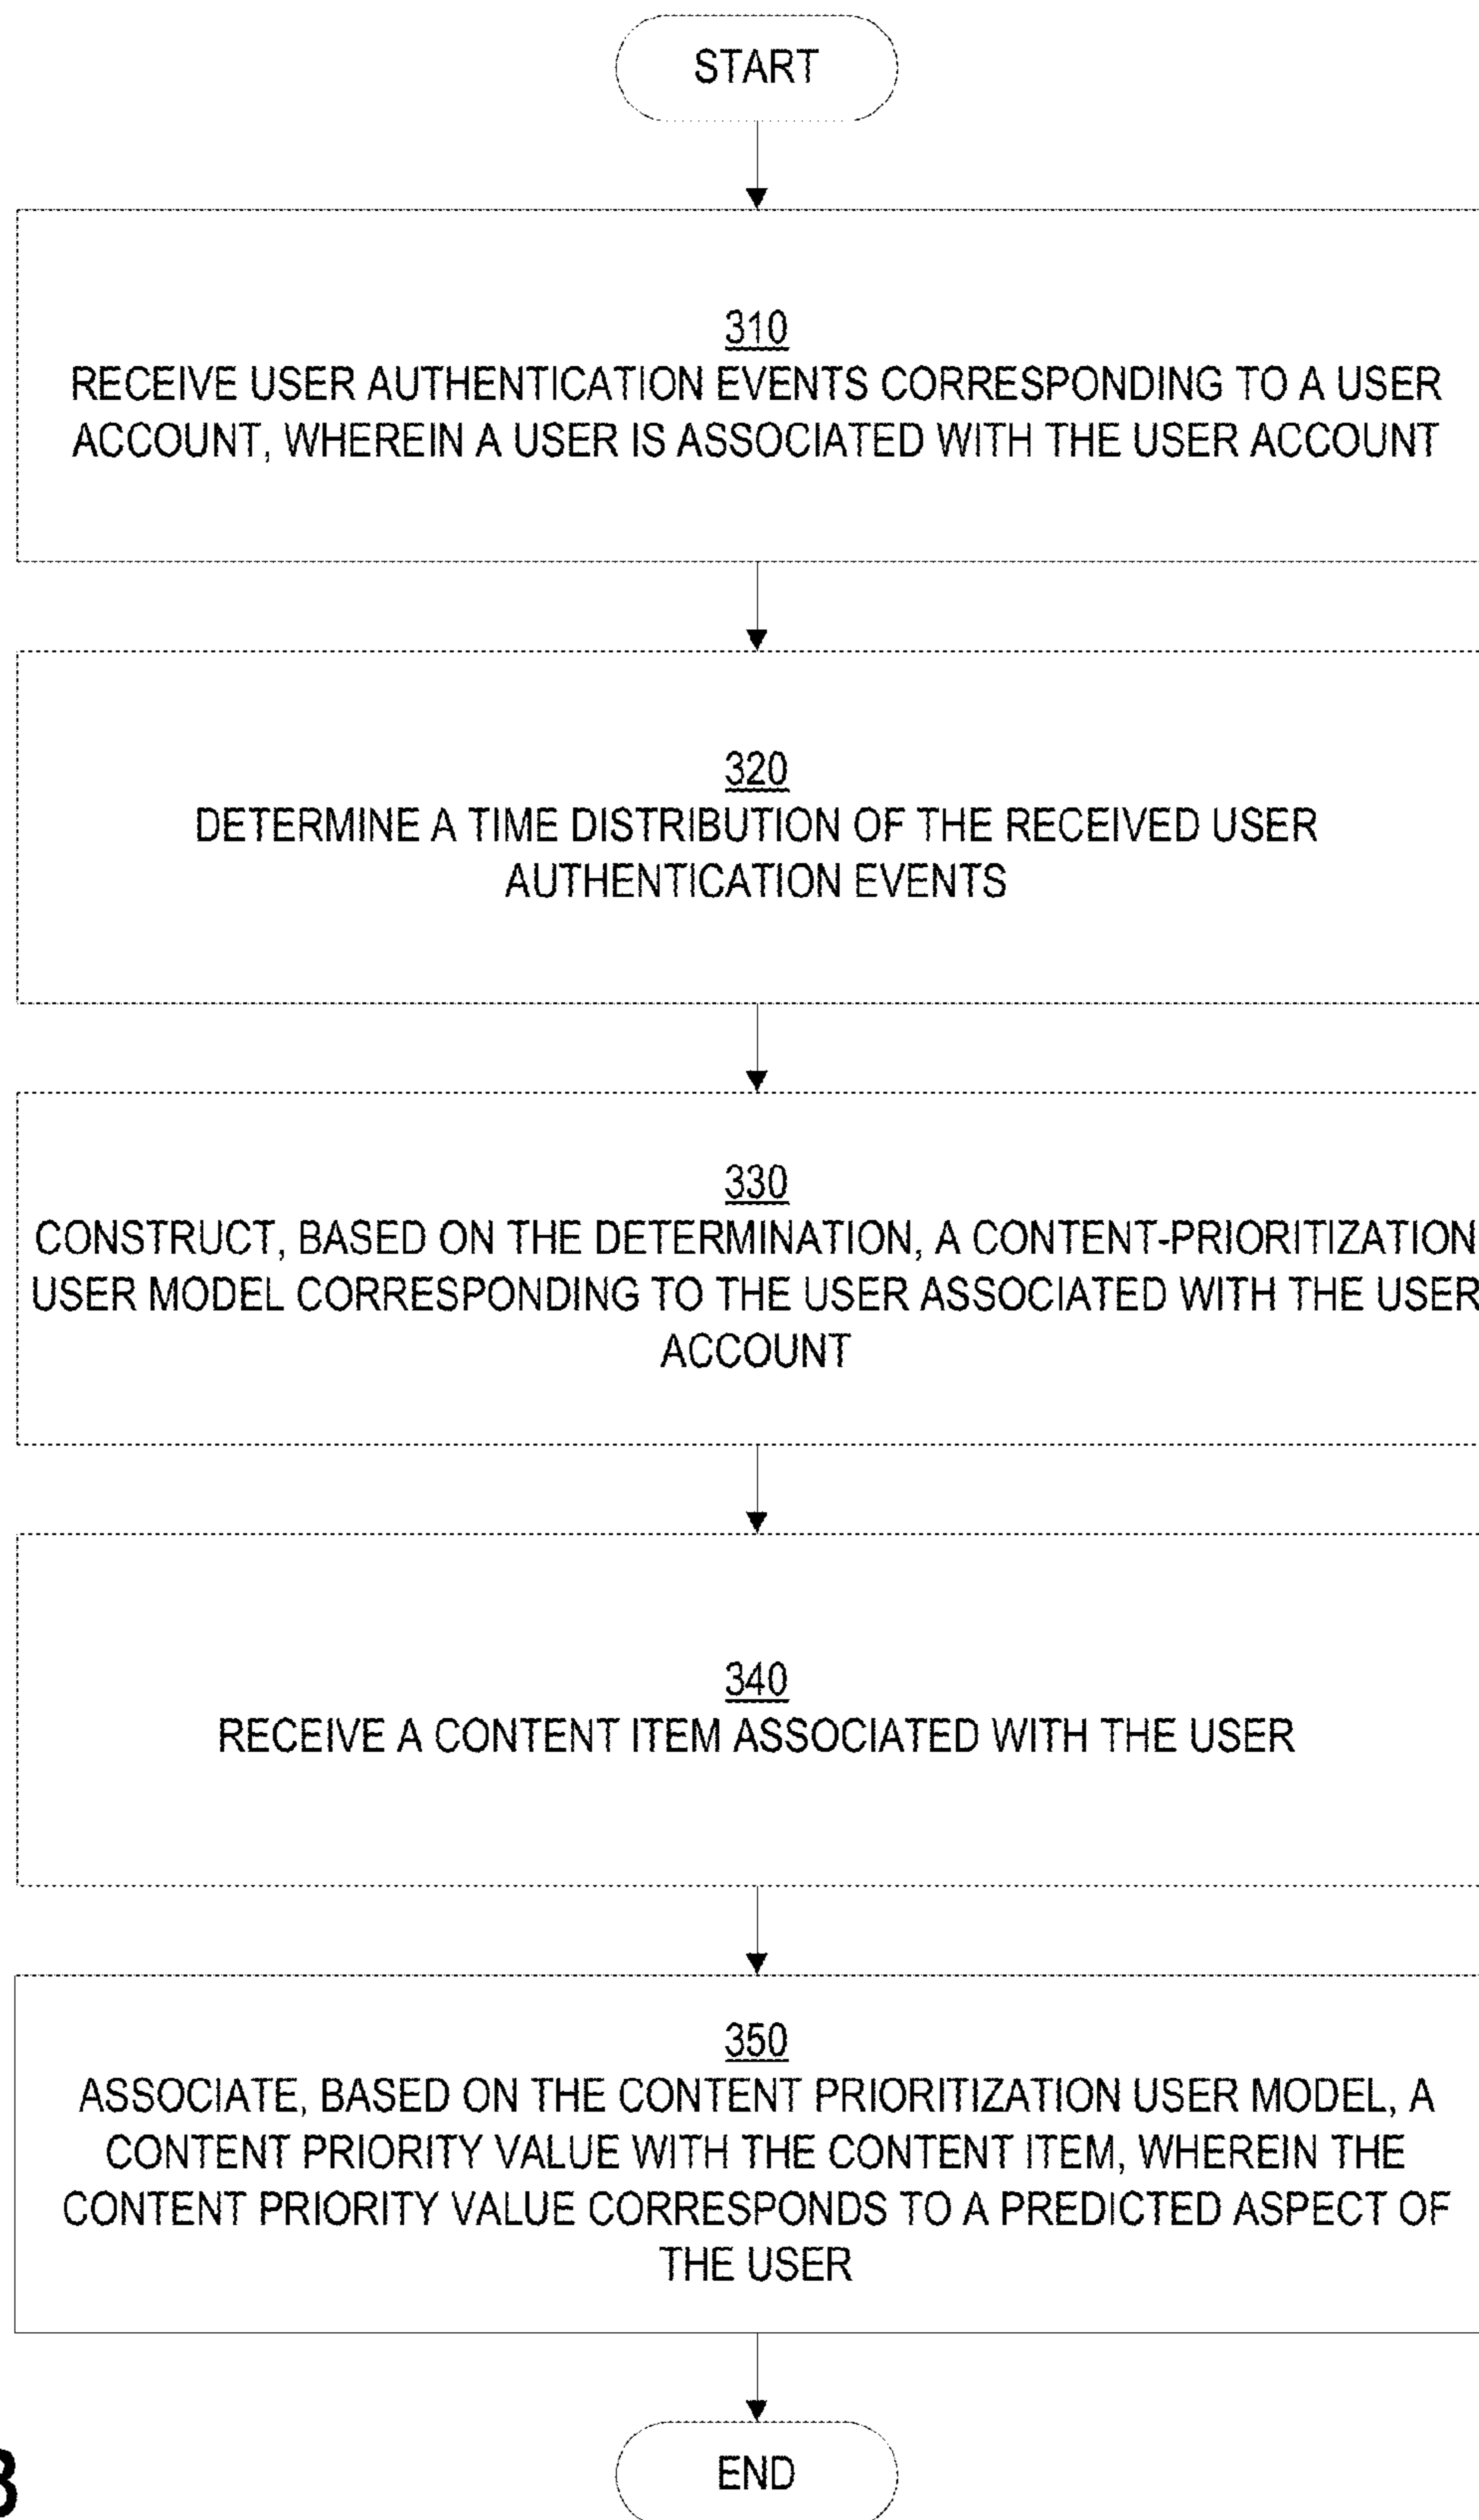 START
310
RECEIVE USER AUTHENTICATION EVENTS CORRESPONDING TO A USER
ACCOUNT, WHEREIN A USER IS ASSOCIATED WITH THE USER ACCOUNT
320
DETERMINE A TIME DISTRIBUTION OF THE RECEIVED USER
AUTHENTICATION EVENTS
330
CONSTRUCT, BASED ON THE DETERMINATION, A CONTENT-PRIORITIZATION
USER MODEL CORRESPONDING TO THE USER ASSOCIATED WITH THE USER
ACCOUNT
340
RECEIVE A CONTENT ITEM ASSOCIATED WITH THE USER
350
ASSOCIATE, BASED ON THE CONTENT PRIORITIZATION USER MODEL, A
CONTENT PRIORITY VALUE WITH THE CONTENT ITEM, WHEREIN THE
CONTENT PRIORITY VALUE CORRESPONDS TO A PREDICTED ASPECT OF
THE USER
END